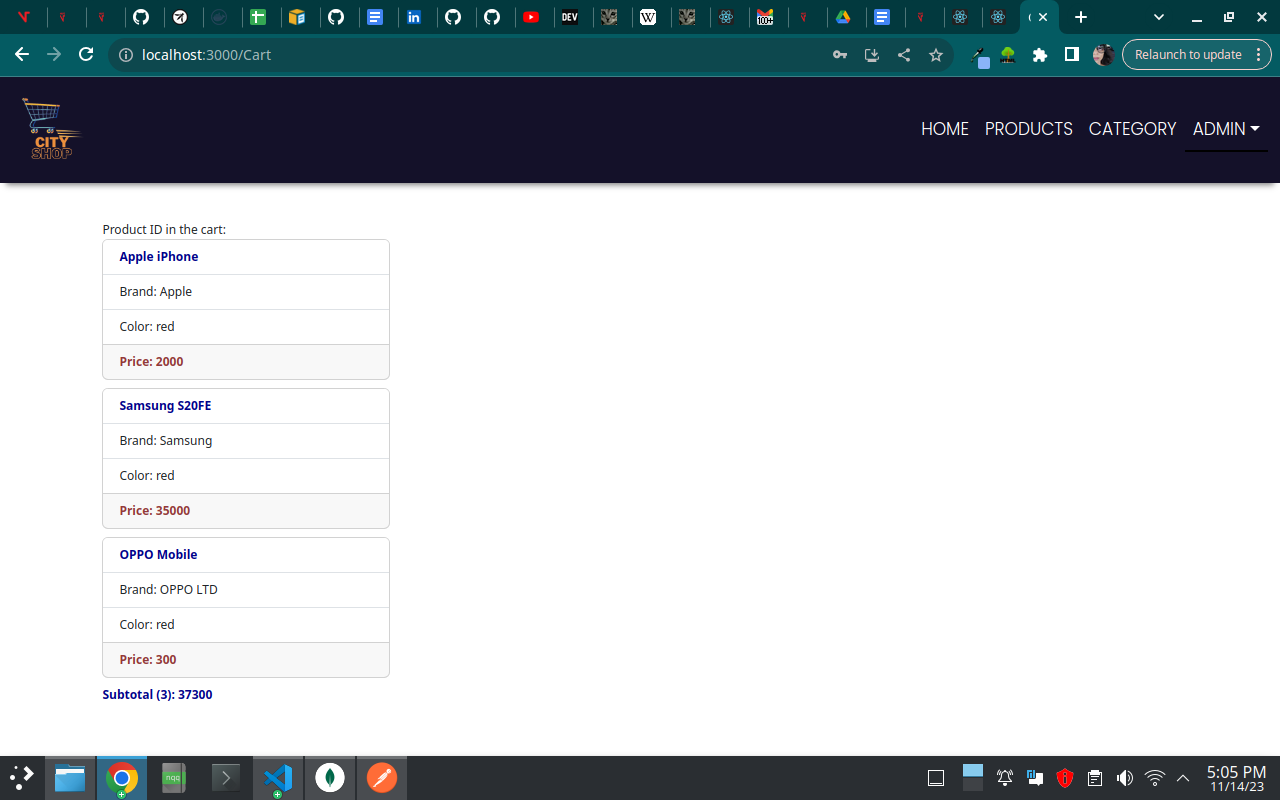 DEV
W
100+
localhost:3000/Cart
Relaunch to update
CITY
SHOP
HOME
PRODUCTS
CATEGORY
ADMIN
Product ID in the cart:
Apple iPhone
Brand: Apple
Color: red
Price: 2000
Samsung S20FE
Brand: Samsung
Color: red
Price: 35000
OPPO Mobile
Brand: OPPO LTD
Color: red
Price: 300
Subtotal (3): 37300
nqq
5:05 PM
11/14/23